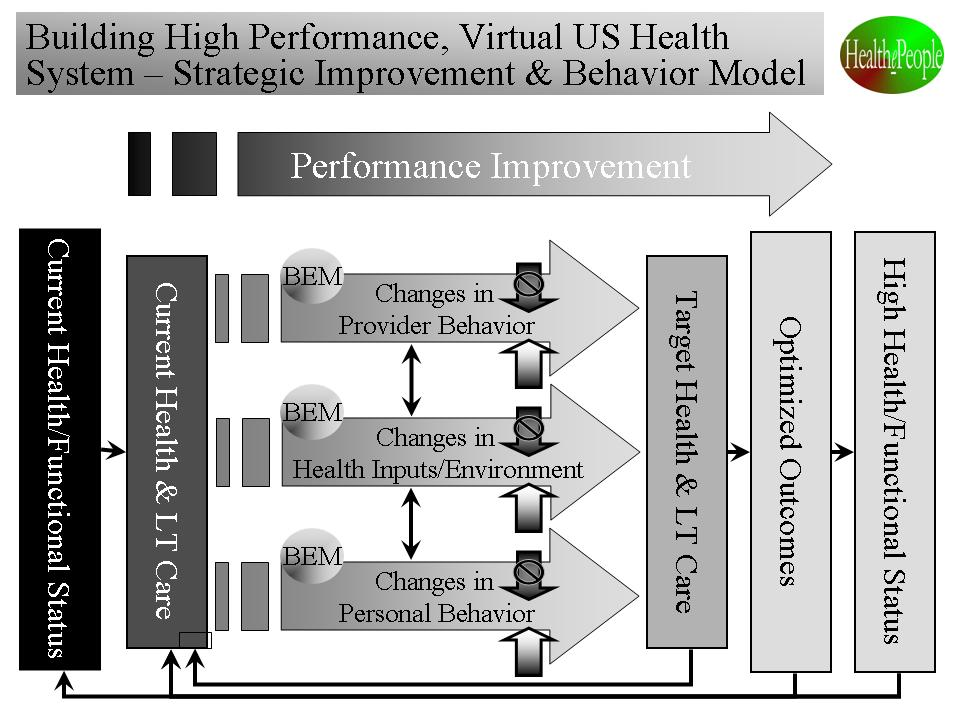 Building High Performance, Virtual US Health
System – Strategic Improvement & Behavior Model
HealthePeople
Performance Improvement
Current Health/Functional Status
Current Health & LT Care
BEM
Changes in
Provider Behavior
BEM
Changes in
Health Inputs/Environment
BEM
Changes in
Personal Behavior
Target Health & LT Care
Optimized Outcomes
High Health/Functional Status